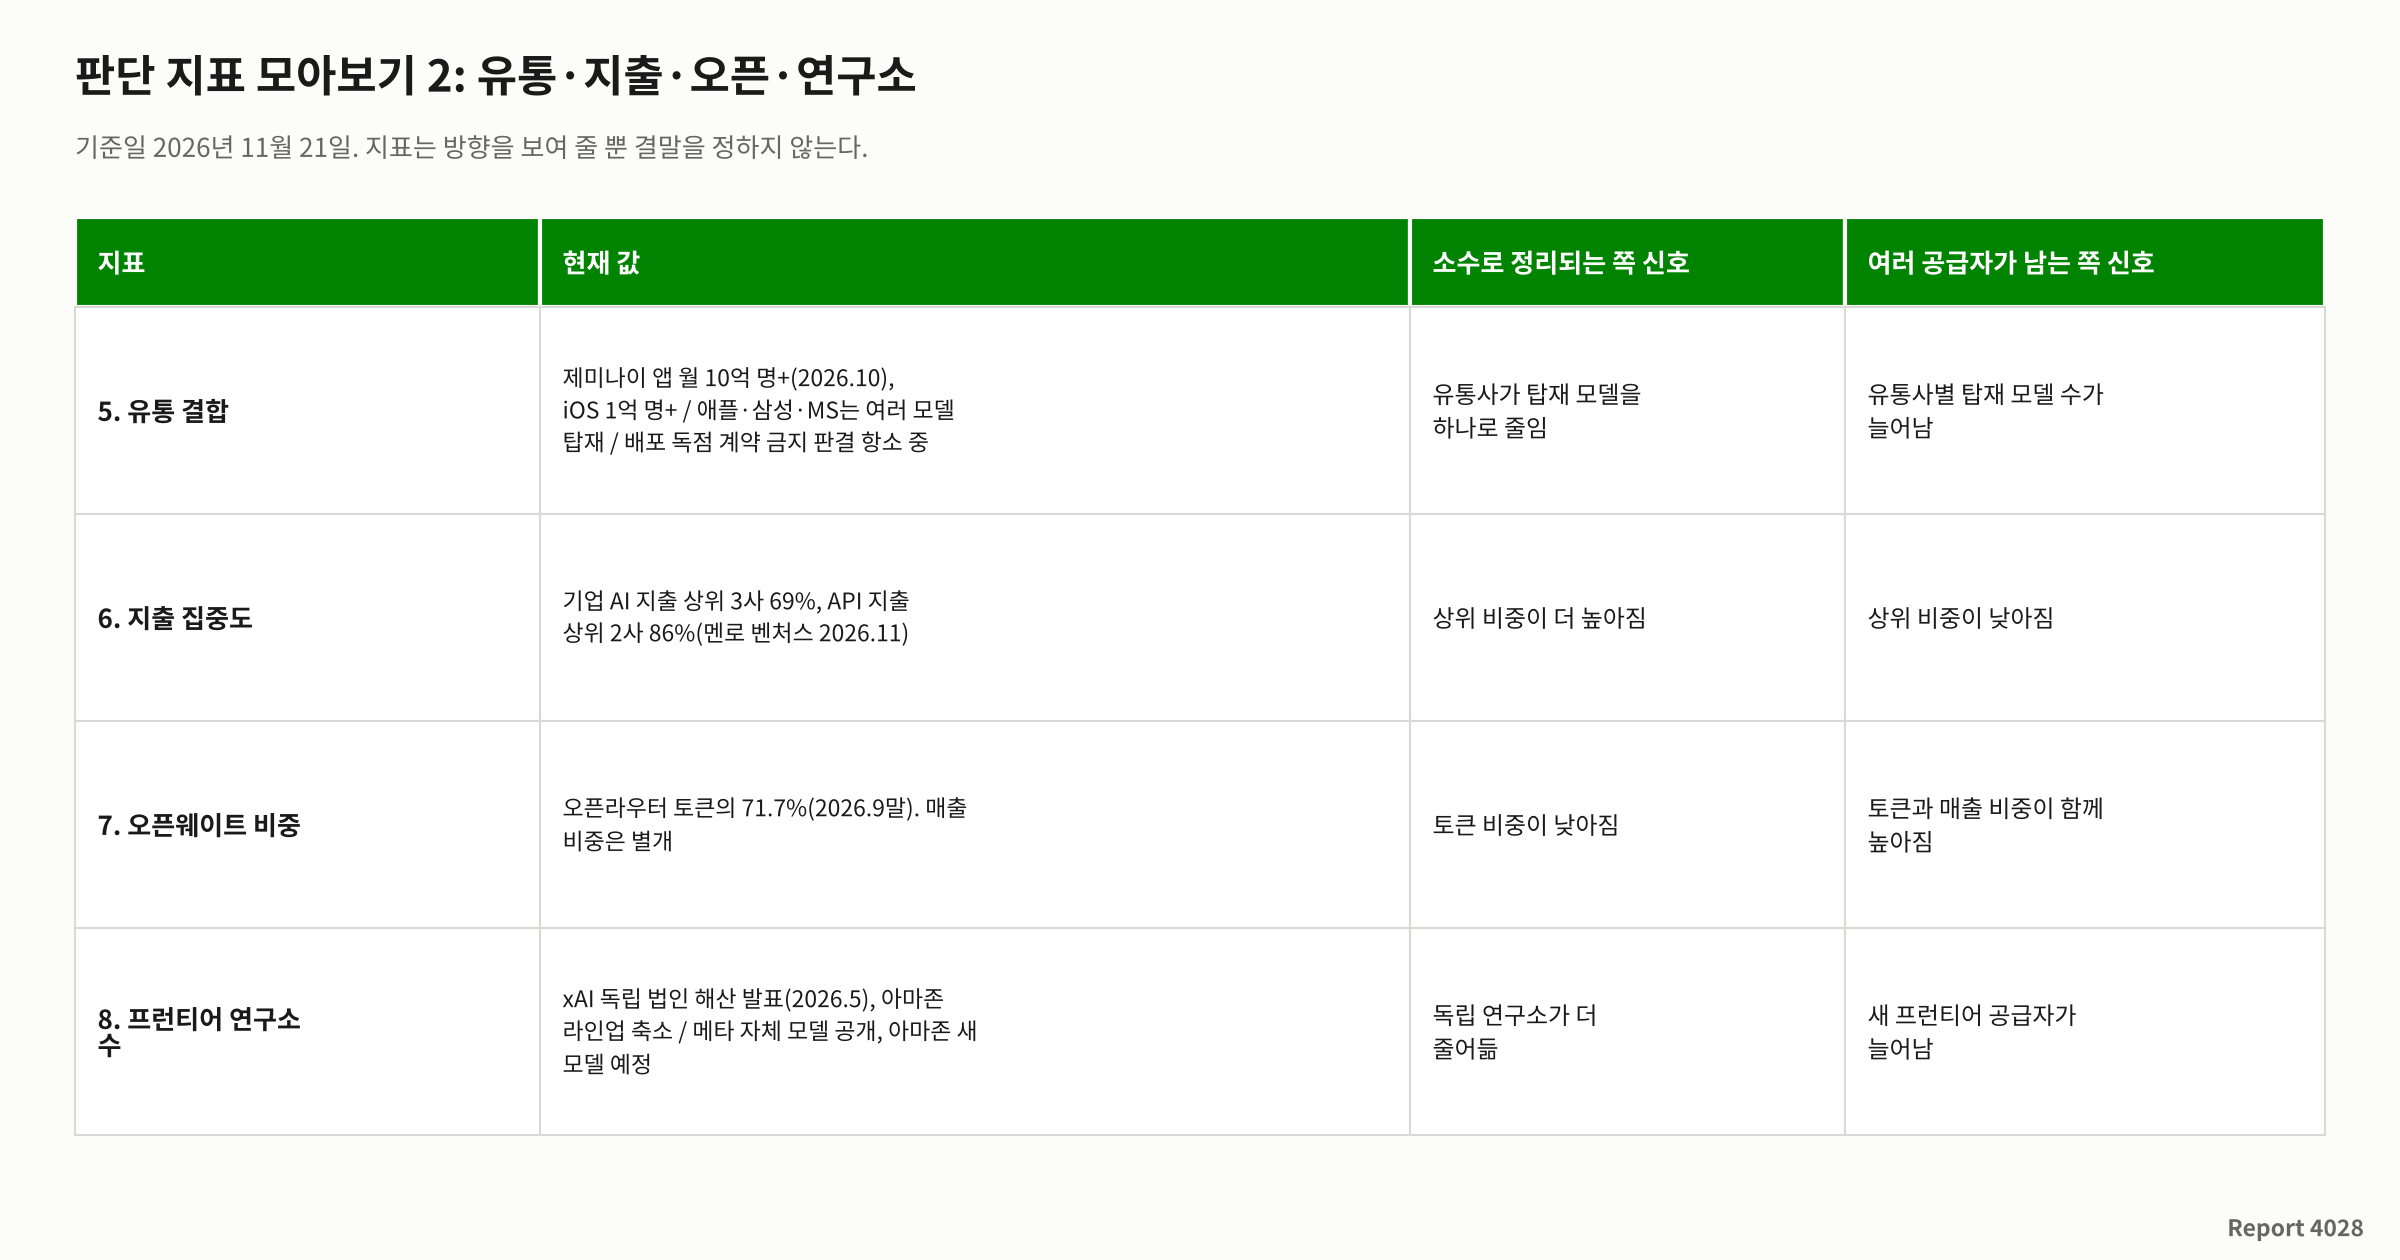 판단 지표 모아보기 2: 유통·지출·오픈·연구소
기준일 2026년 11월 21일. 지표는 방향을 보여 줄 뿐 결말을 정하지 않는다.
지표
현재 값
소수로 정리되는 쪽 신호
여러 공급자가 남는 쪽 신호
5. 유통 결합
제미나이 앱 월 10억 명+(2026.10),
iOS 1억 명+ / 애플·삼성·MS는 여러 모델
탑재 / 배포 독점 계약 금지 판결 항소 중
유통사가 탑재 모델을
하나로 줄임
유통사별 탑재 모델 수가
늘어남
6. 지출 집중도
기업 AI 지출 상위 3사 69%, API 지출
상위 2사 86%(멘로 벤처스 2026.11)
상위 비중이 더 높아짐
상위 비중이 낮아짐
7. 오픈웨이트 비중
오픈라우터 토큰의 71.7%(2026.9말). 매출
비중은 별개
토큰 비중이 낮아짐
토큰과 매출 비중이 함께
높아짐
8. 프런티어 연구소
수
xAI 독립 법인 해산 발표(2026.5), 아마존
라인업 축소 / 메타 자체 모델 공개, 아마존 새
모델 예정
독립 연구소가 더
줄어듦
새 프런티어 공급자가
늘어남
Report 4028